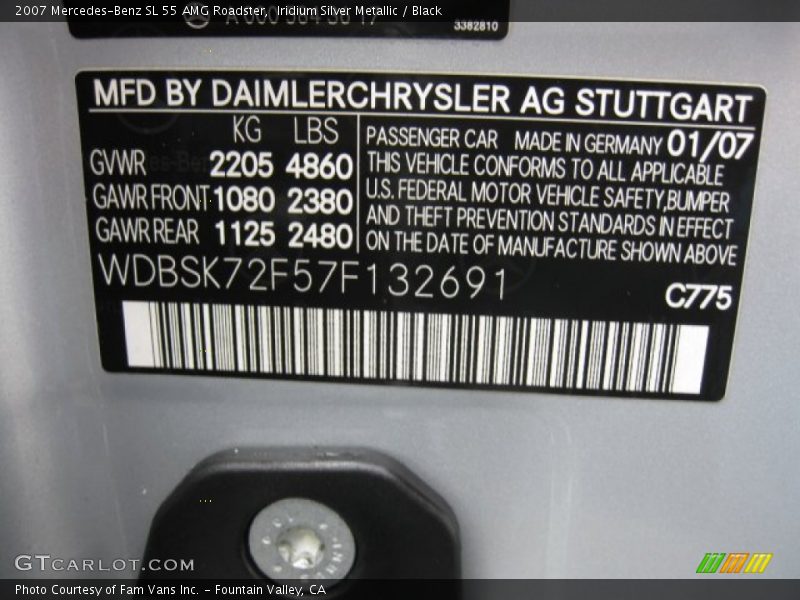 2007 Mercedes-Benz SL 55 AMG Roadster, Iridium Silver Metallic / Black
3382810
MFD BY DAIMLERCHRYSLER AG STUTTGART
KG LBS
GVWR 2205 4860
GAWR FRONT 1080 2380
GAWR REAR 1125 2480
PASSENGER CAR MADE IN GERMANY 01/07
THIS VEHICLE CONFORMS TO ALL APPLICABLE
U.S. FEDERAL MOTOR VEHICLE SAFETY,BUMPER
AND THEFT PREVENTION STANDARDS IN EFFECT
ON THE DATE OF MANUFACTURE SHOWN ABOVE
WDBSK72F57F132691
C775
GTCARLOT.COM
Photo Courtesy of Fam Vans Inc. - Fountain Valley, CA